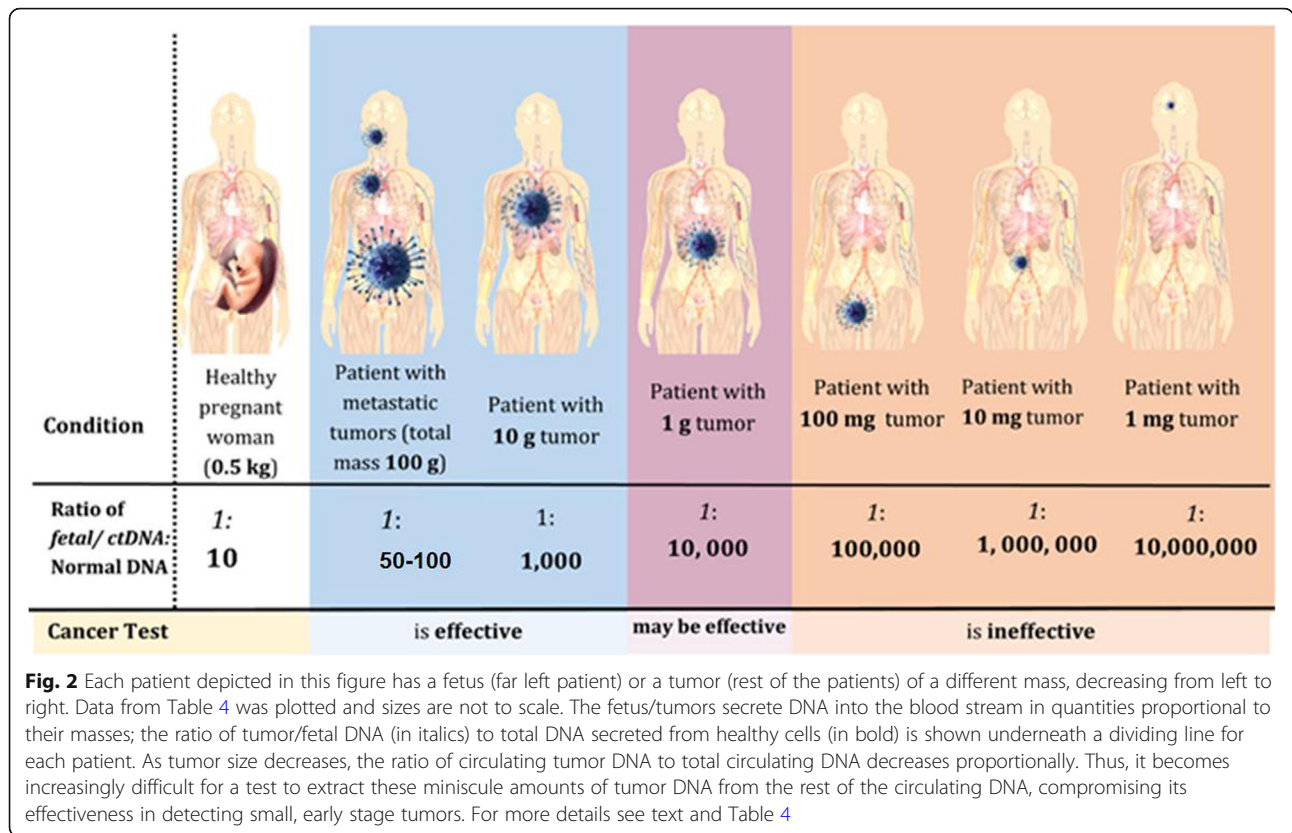 Condition
Healthy
pregnant
woman
(0.5 kg)
Patient with
metastatic
tumors (total
mass 100 g)
Patient with
10 g tumor
Patient with
1 g tumor
Patient with
100 mg tumor
Patient with
10 mg tumor
Patient with
1 mg tumor
Ratio of
fetal/ ctDNA:
Normal DNA
1:
10
1:
50-100
1:
1,000
1:
10, 000
1:
100,000
1:
1, 000, 000
1:
10,000,000
Cancer Test
is effective
may be effective
is ineffective
Fig. 2 Each patient depicted in this figure has a fetus (far left patient) or a tumor (rest of the patients) of a different mass, decreasing from left to
right. Data from Table 4 was plotted and sizes are not to scale. The fetus/tumors secrete DNA into the blood stream in quantities proportional to
their masses; the ratio of tumor/fetal DNA (in italics) to total DNA secreted from healthy cells (in bold) is shown underneath a dividing line for
each patient. As tumor size decreases, the ratio of circulating tumor DNA to total circulating DNA decreases proportionally. Thus, it becomes
increasingly difficult for a test to extract these miniscule amounts of tumor DNA from the rest of the circulating DNA, compromising its
effectiveness in detecting small, early stage tumors. For more details see text and Table 4